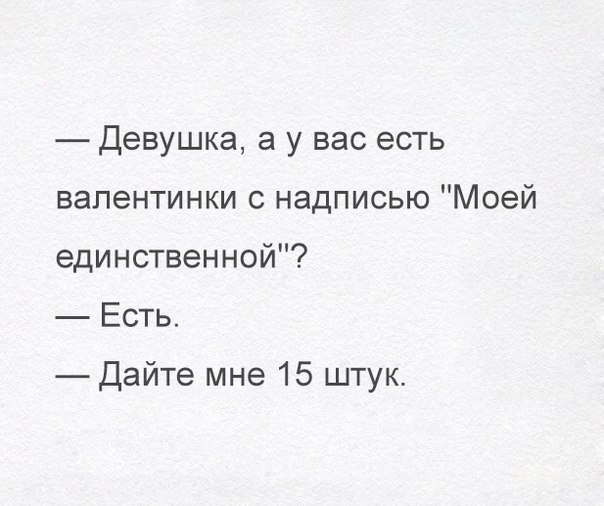 — Девушка, а у вас есть
валентинки с надписью "Моей
единственной"?
— Есть.
— Дайте мне 15 штук.